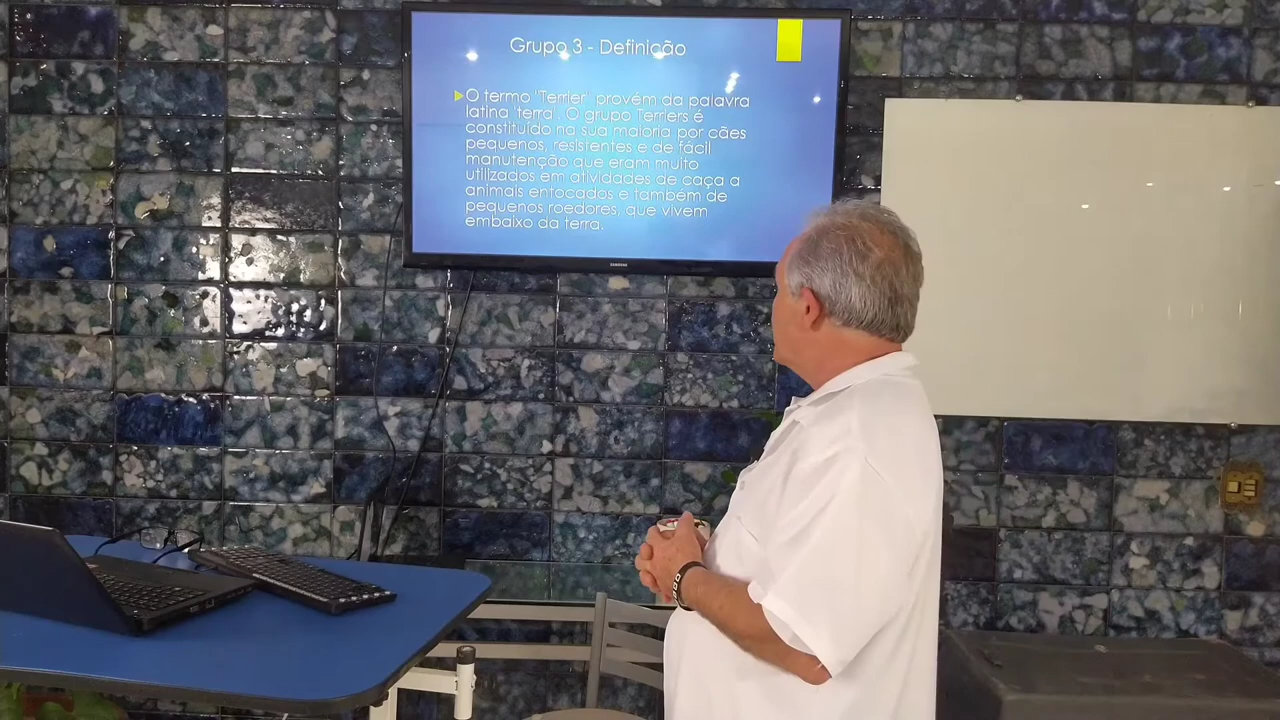 Grupo 3 - Definição
O termo "Terrier" provém da palavra
latina 'terra'. O grupo Terriers é
constituído na sua maioria por cães
pequenos, resistentes e de fácil
manutenção que eram muito
utilizados em atividades de caça a
animais entocados e também de
pequenos roedores, que vivem
embaixo da terra.
SAMSUNG